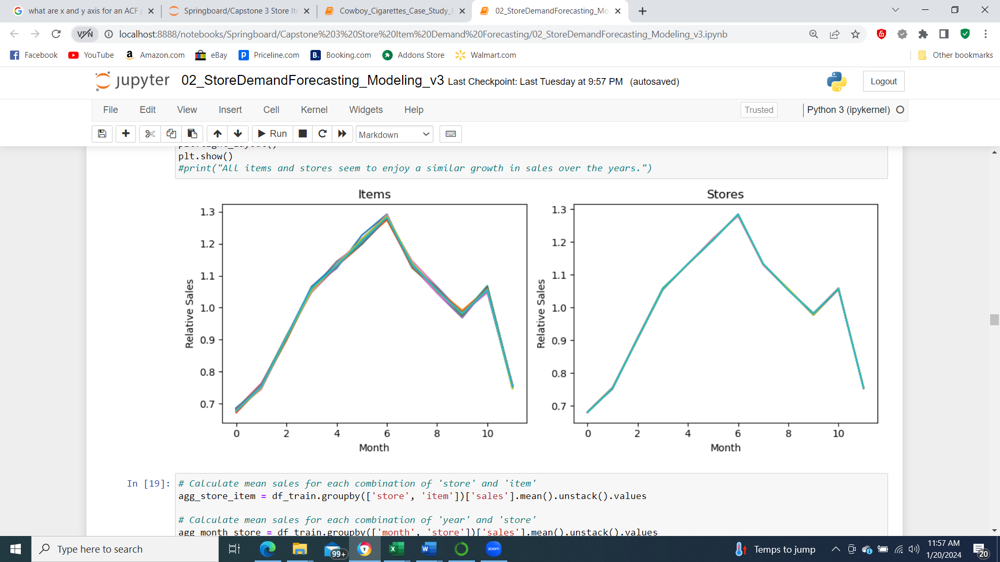 what are x and y axis for an ACF
Springboard/Capstone 3 Store Ite
Cowboy_Cigarettes_Case_Study_E
02_StoreDemandForecasting_Mo
VPN
localhost:8888/notebooks/Springboard/Capstone%203%20Store%20Item%20Demand%20Forecasting/02_StoreDemandForecasting_Modeling_v3.ipynb
Facebook YouTube Amazon.com eBay Priceline.com Booking.com Addons Store Walmart.com Other bookmarks
jupyter 02_StoreDemandForecasting_Modeling_v3 Last Checkpoint: Last Tuesday at 9:57 PM (autosaved) Logout
File Edit View Insert Cell Kernel Widgets Help Trusted Python 3 (ipykernel)
Run Markdown
plt.tight_layout()
plt.show()
#print("All items and stores seem to enjoy a similar growth in sales over the years.")
Items
1.3
1.2
1.1
1.0
0.9
0.8
0.7
Relative Sales
0 2 4 6 8 10
Month
Stores
1.3
1.2
1.1
1.0
0.9
0.8
0.7
Relative Sales
0 2 4 6 8 10
Month
In [19]:
# Calculate mean sales for each combination of 'store' and 'item'
agg_store_item = df_train.groupby(['store', 'item'])['sales'].mean().unstack().values
# Calculate mean sales for each combination of 'year' and 'store'
agg_month_store = df_train.groupby(['month', 'store'])['sales'].mean().unstack().values
Type here to search
99+
zoom
Temps to jump
11:57 AM
1/20/2024
20